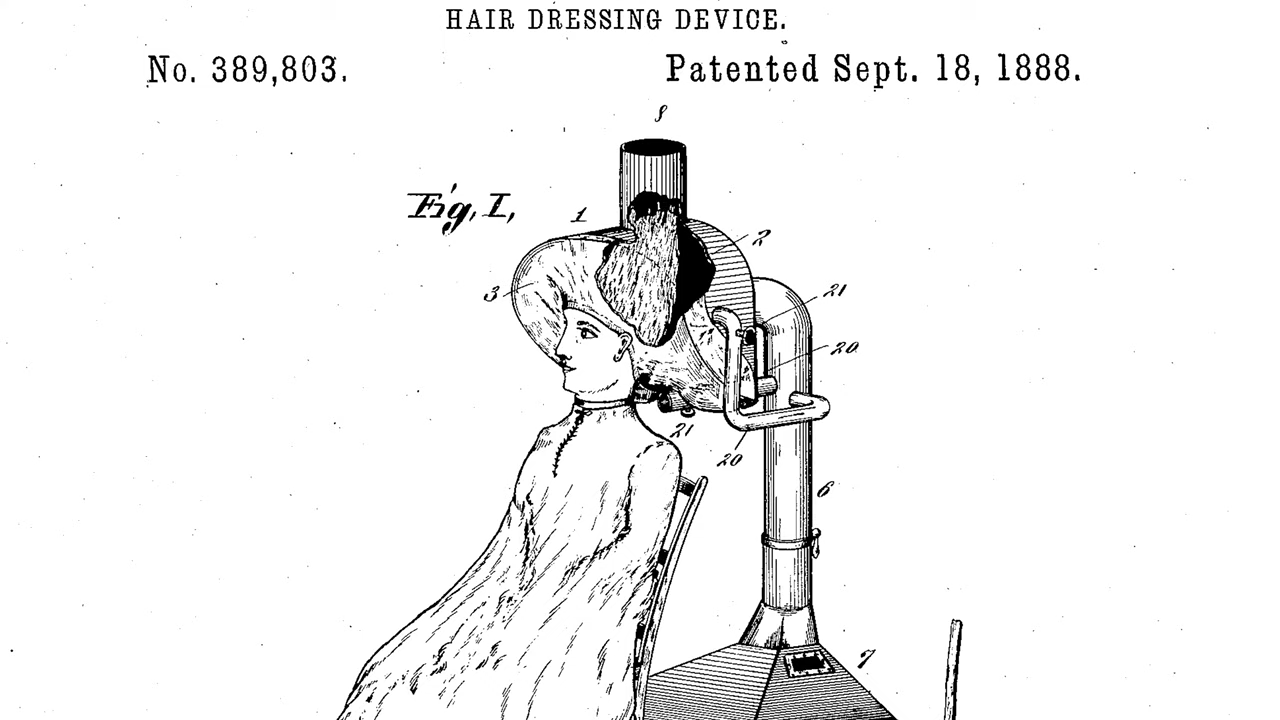 HAIR DRESSING DEVICE.
No. 389,803.
Patented Sept. 18, 1888.
8
Fig. I,
1
2
3
21
20
21
20
6
7